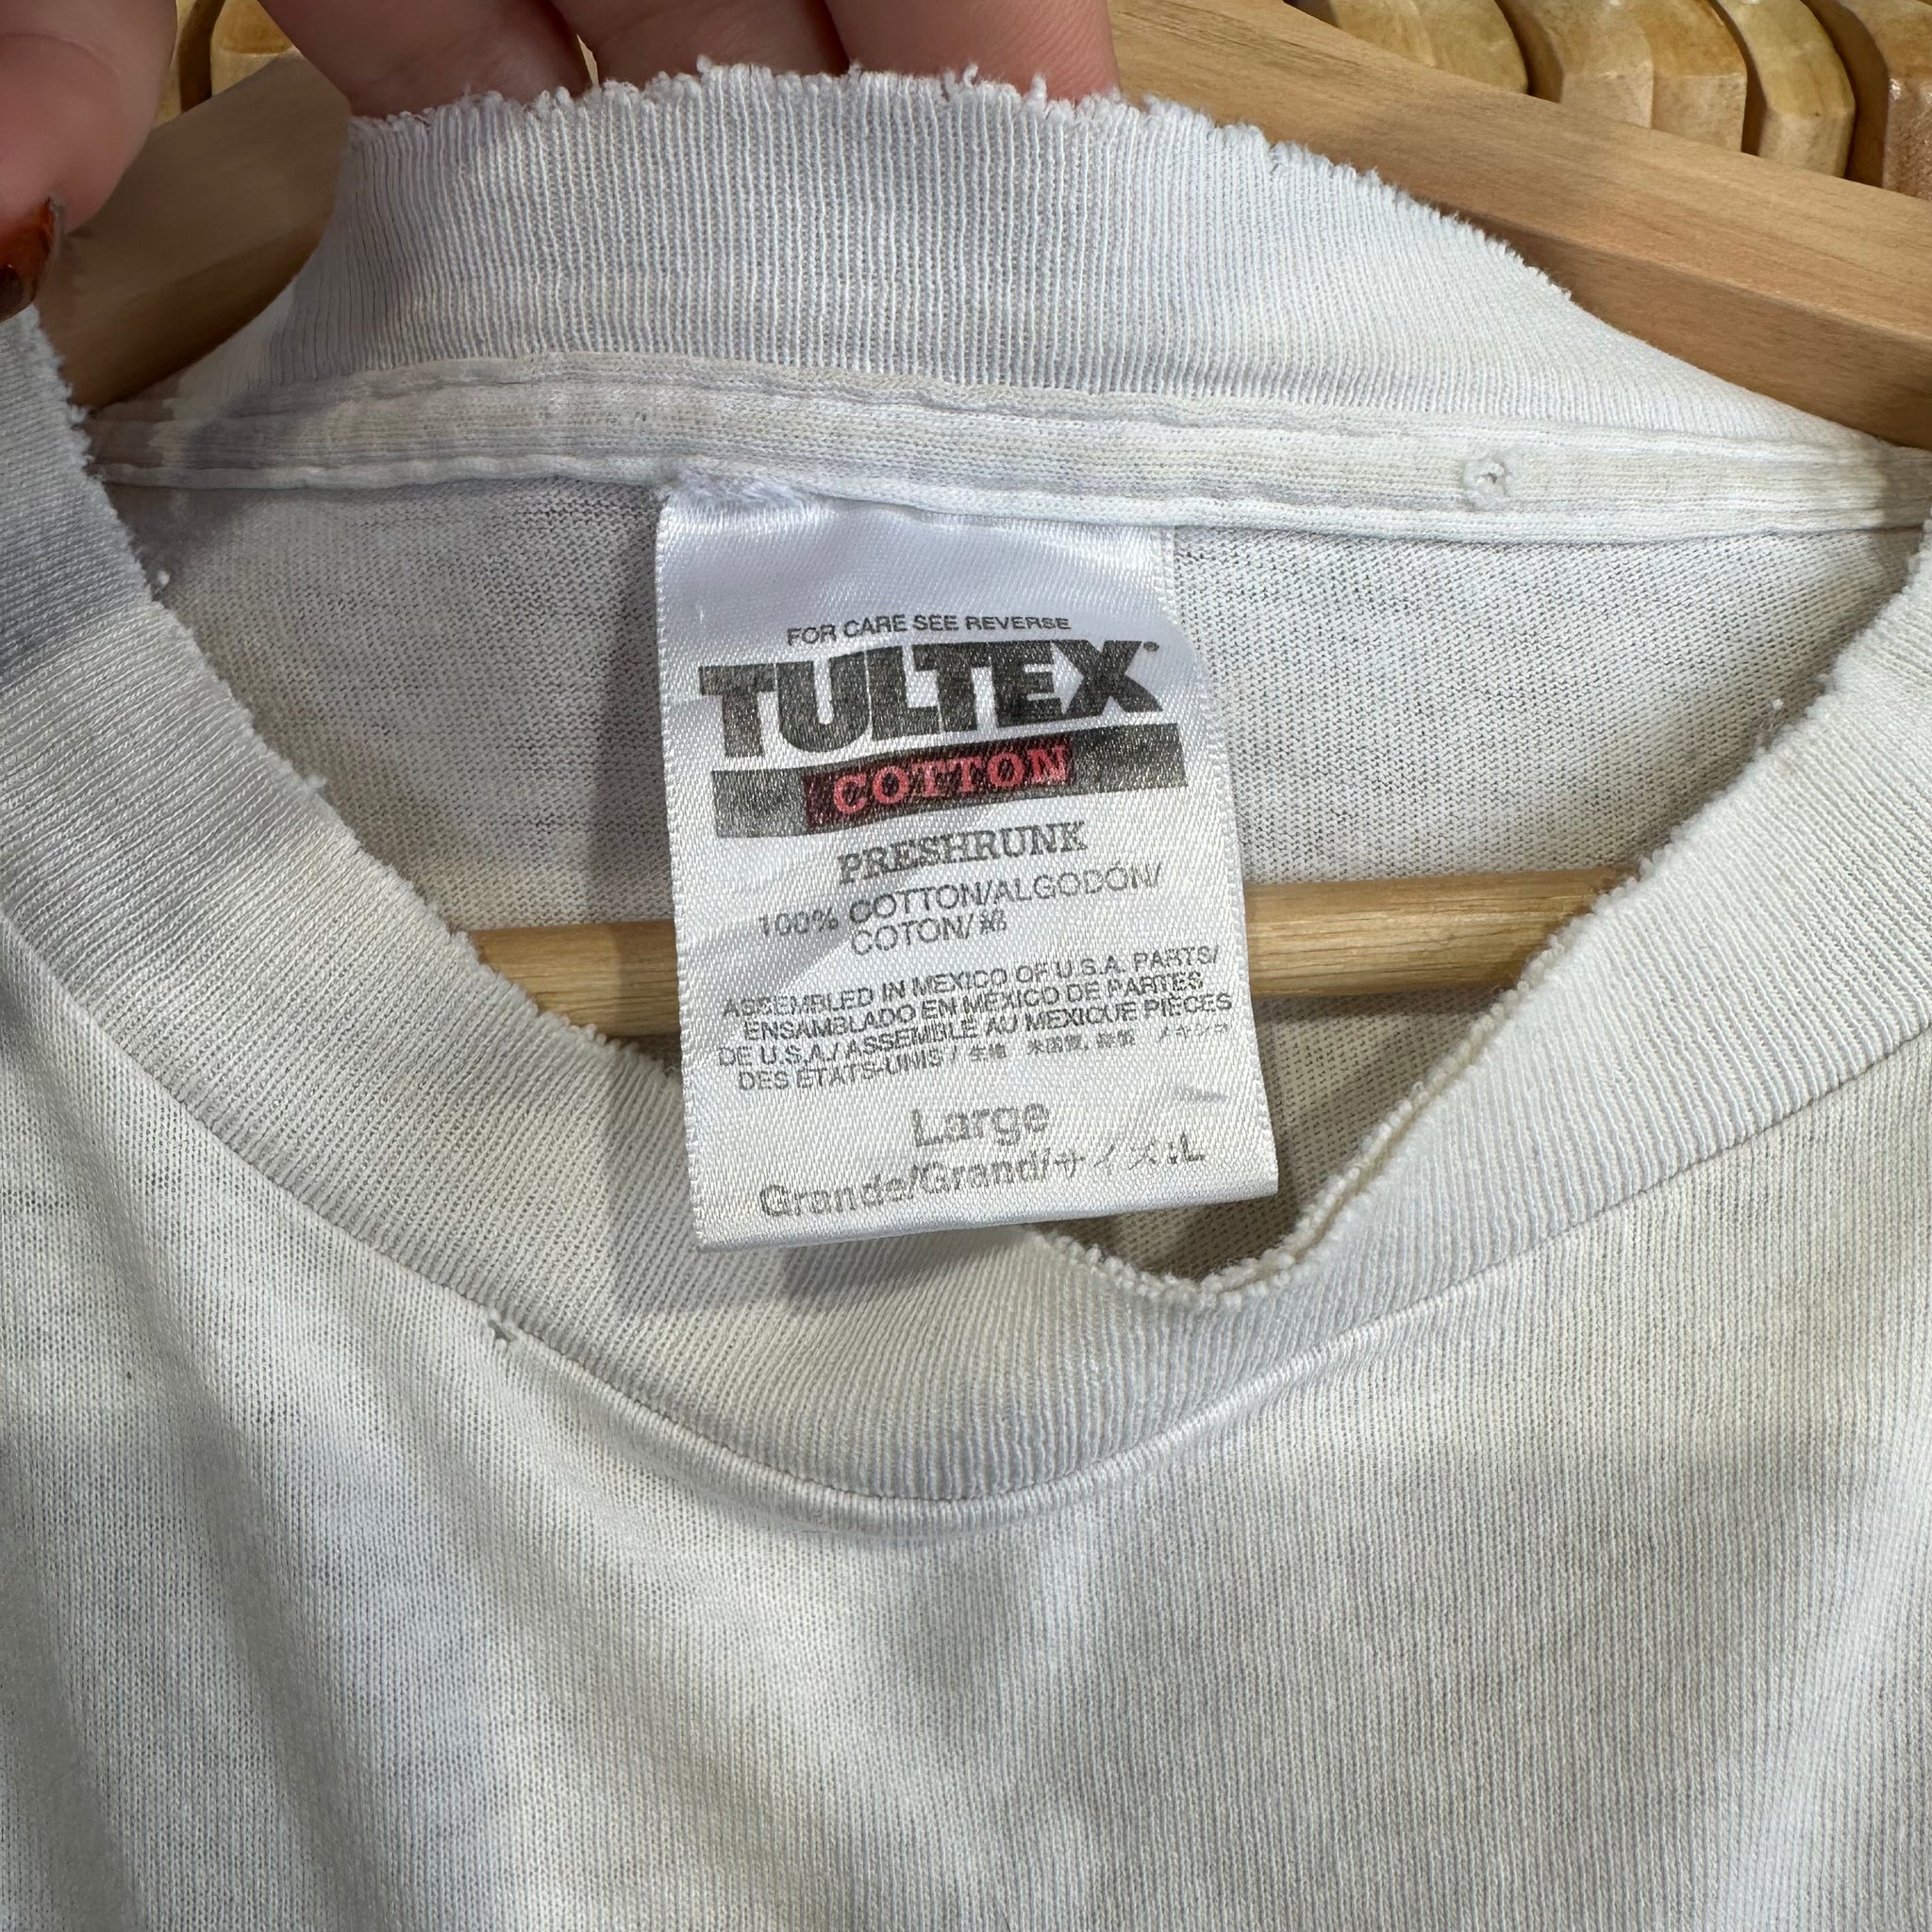 FOR CARE SEE REVERSE
TULTEX
COTTON
PRESHRUNK
100% COTTON/ALGODÓN/
COTON/綿
ASSEMBLED IN MEXICO OF U.S.A. PARTS/
ENSAMBLADO EN MEXICO DE PARTES
DE U.S.A./ASSEMBLÉ AU MEXIQUE PIÈCES
DES ÉTATS-UNIS /
Large
Grande/Grand/サイズ:L